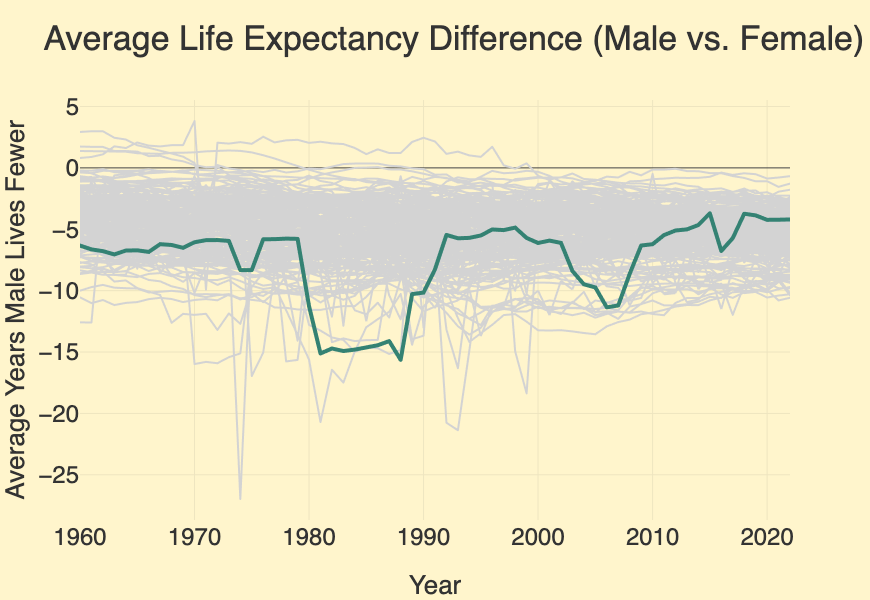 Average Life Expectancy Difference (Male vs. Female)
Average Years Male Lives Fewer
5
0
−5
−10
−15
−20
−25
1960 1970 1980 1990 2000 2010 2020
Year